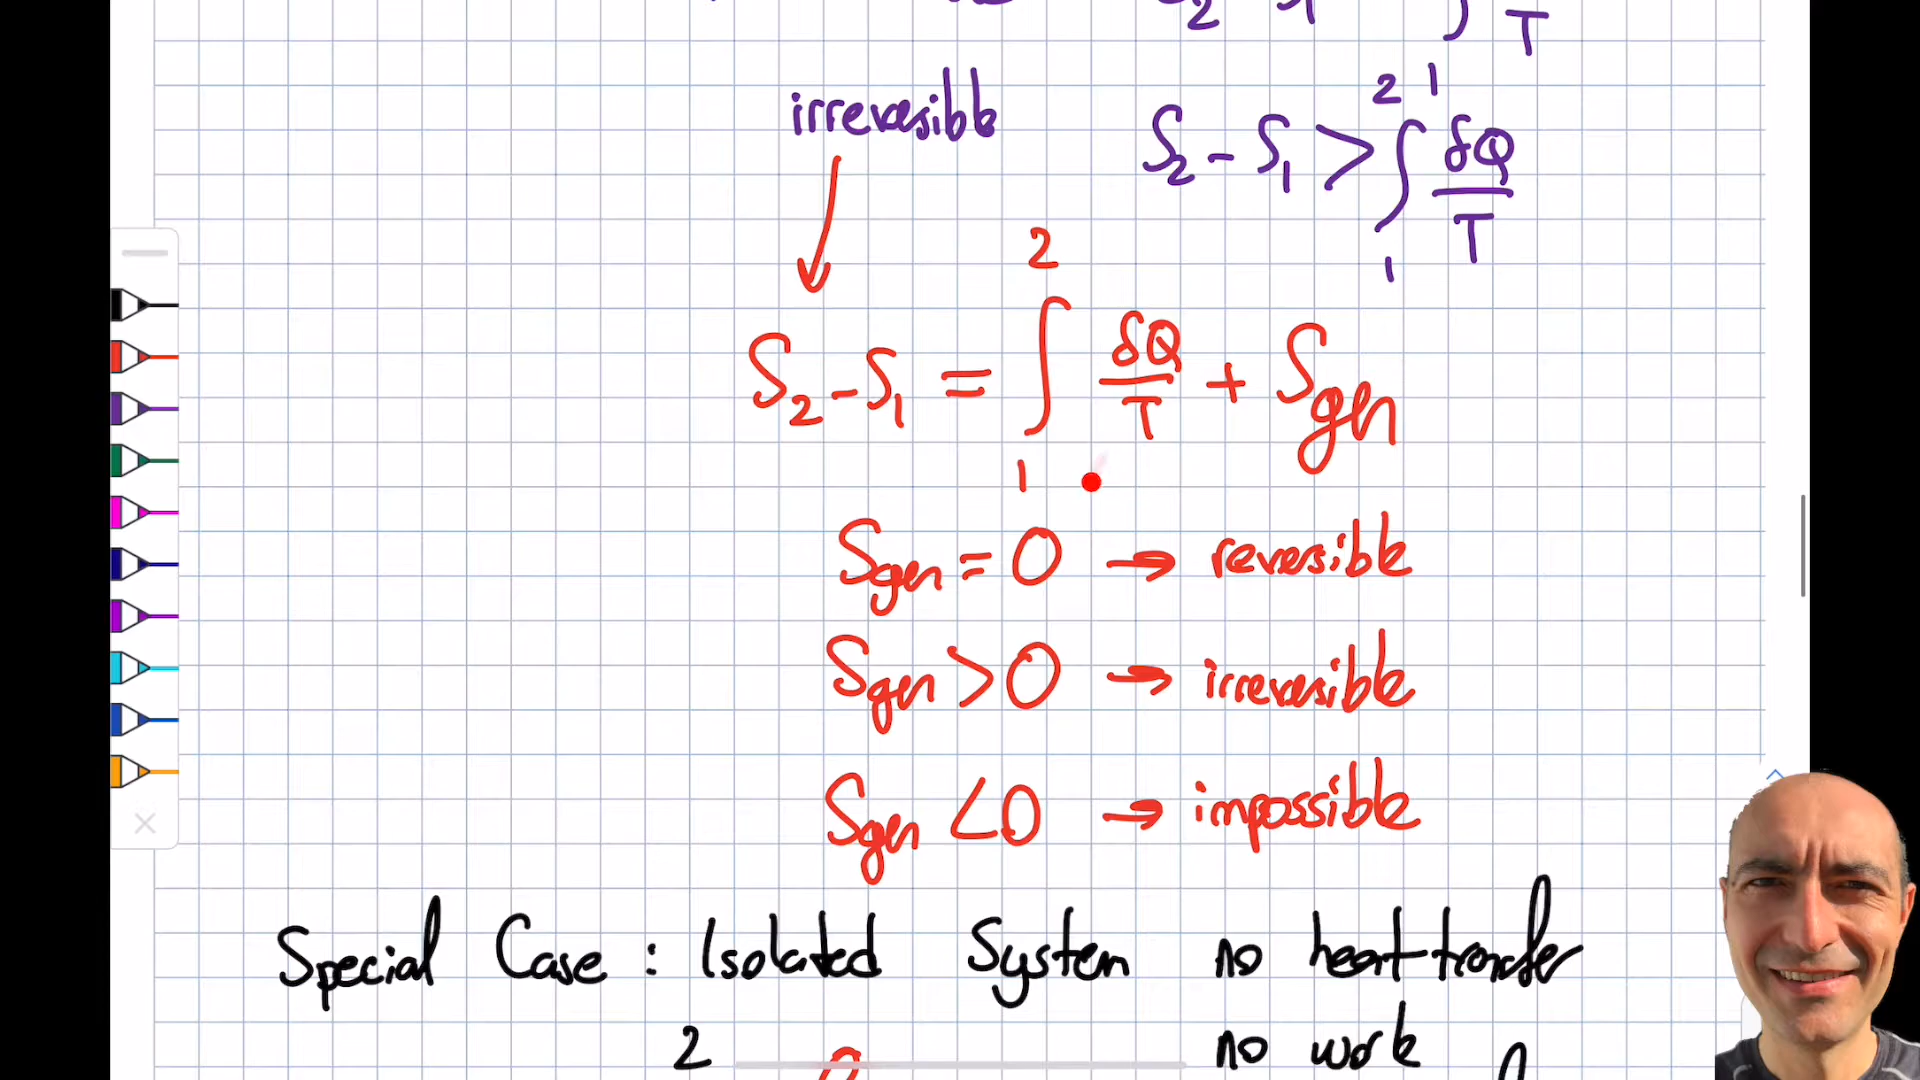 irreversible
S₂ - S₁ > ∫₁² δQ/T
S₂ - S₁ = ∫₁² δQ/T + Sgen
Sgen = 0 → reversible
Sgen > 0 → irreversible
Sgen < 0 → impossible
Special Case : Isolated System no heat transfer
2 no work